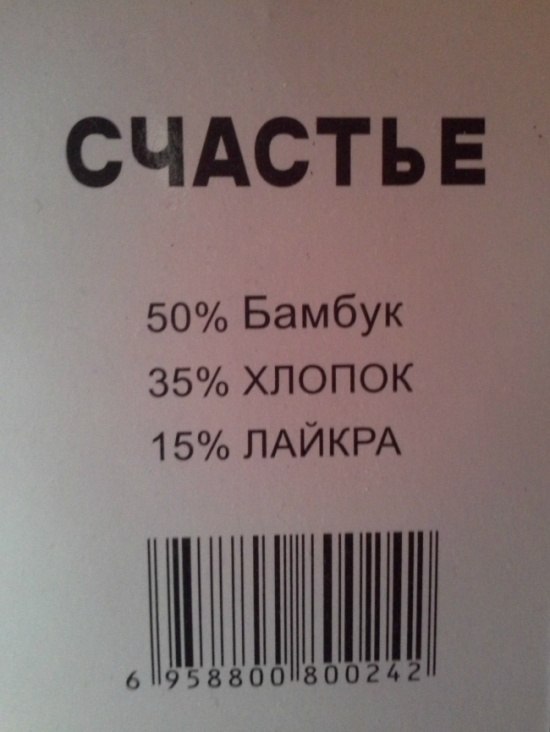 СЧАСТЬЕ
50% Бамбук
35% ХЛОПОК
15% ЛАЙКРА
6 958800 800242